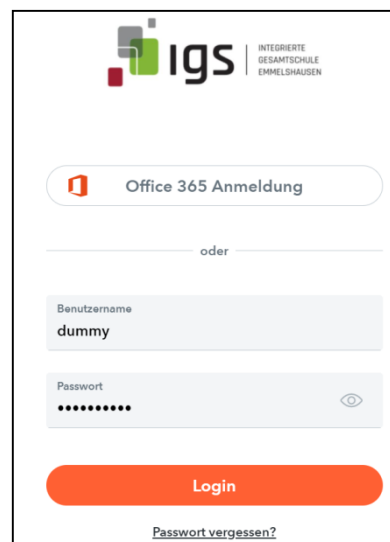 igs
INTEGRIERTE
GESAMTSCHULE
EMMELSHAUSEN
Office 365 Anmeldung
oder
Benutzername
dummy
Passwort
••••••••••
Login
Passwort vergessen?